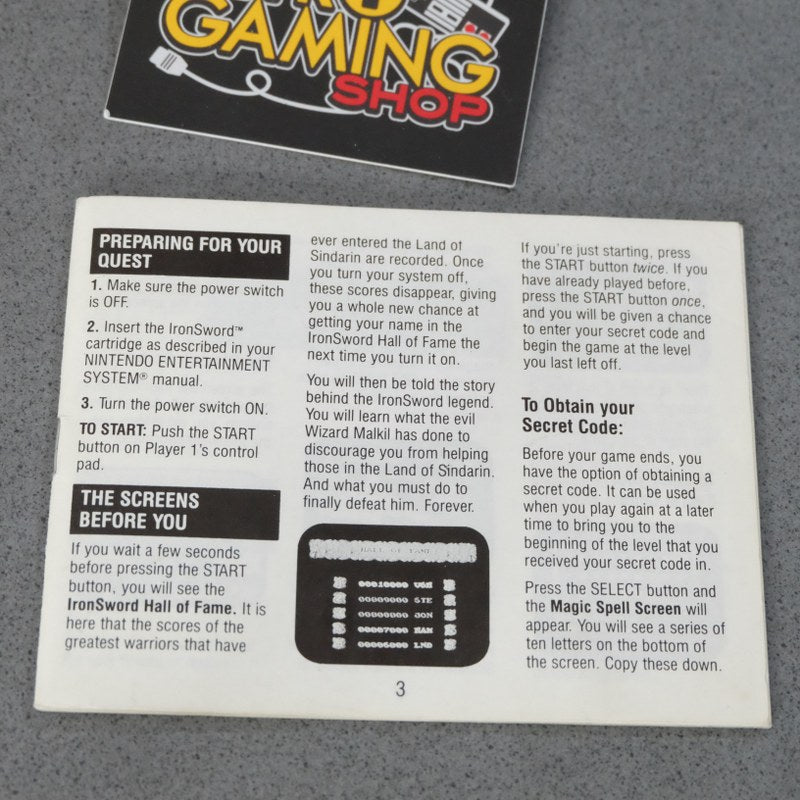 GAMING
SHOP
PREPARING FOR YOUR
QUEST
1. Make sure the power switch
is OFF.
2. Insert the IronSword™
cartridge as described in your
NINTENDO ENTERTAINMENT
SYSTEM® manual.
3. Turn the power switch ON.
TO START: Push the START
button on Player 1's control
pad.
THE SCREENS
BEFORE YOU
If you wait a few seconds
before pressing the START
button, you will see the
IronSword Hall of Fame. It is
here that the scores of the
greatest warriors that have
ever entered the Land of
Sindarin are recorded. Once
you turn your system off,
these scores disappear, giving
you a whole new chance at
getting your name in the
IronSword Hall of Fame the
next time you turn it on.
You will then be told the story
behind the IronSword legend.
You will learn what the evil
Wizard Malkil has done to
discourage you from helping
those in the Land of Sindarin.
And what you must do to
finally defeat him. Forever.
HALL OF FAME
00010000
00009000 STE
00008000 JON
00007000
00006000
3
If you're just starting, press
the START button twice. If you
have already played before,
press the START button once,
and you will be given a chance
to enter your secret code and
begin the game at the level
you last left off.
To Obtain your
Secret Code:
Before your game ends, you
have the option of obtaining a
secret code. It can be used
when you play again at a later
time to bring you to the
beginning of the level that you
received your secret code in.
Press the SELECT button and
the Magic Spell Screen will
appear. You will see a series of
ten letters on the bottom of
the screen. Copy these down.